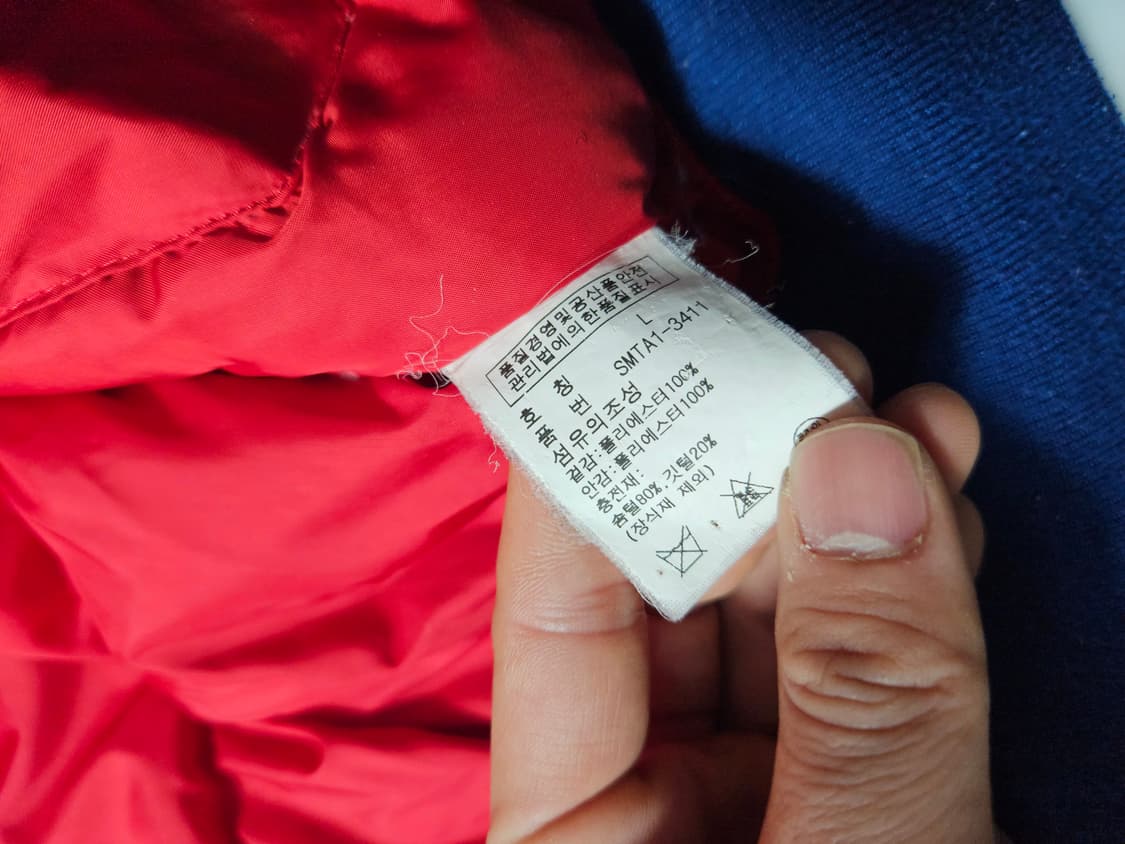 품질경영및공산품안전
관리법에의한품질표시
호 칭 L
품 번 SMTA1-3411
섬유의조성
겉감:폴리에스터100%
안감:폴리에스터100%
충전재:
솜털80%, 깃털20%
(장식재 제외)